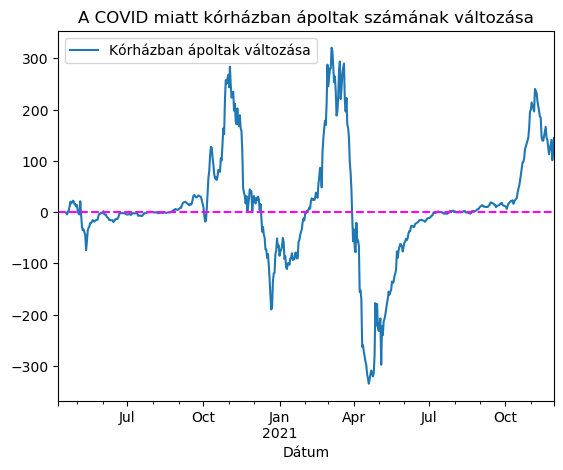 A COVID miatt kórházban ápoltak számának változása
Kórházban ápoltak változása
300
200
100
0
−100
−200
−300
Jul Oct Jan Apr Jul Oct
2021
Dátum